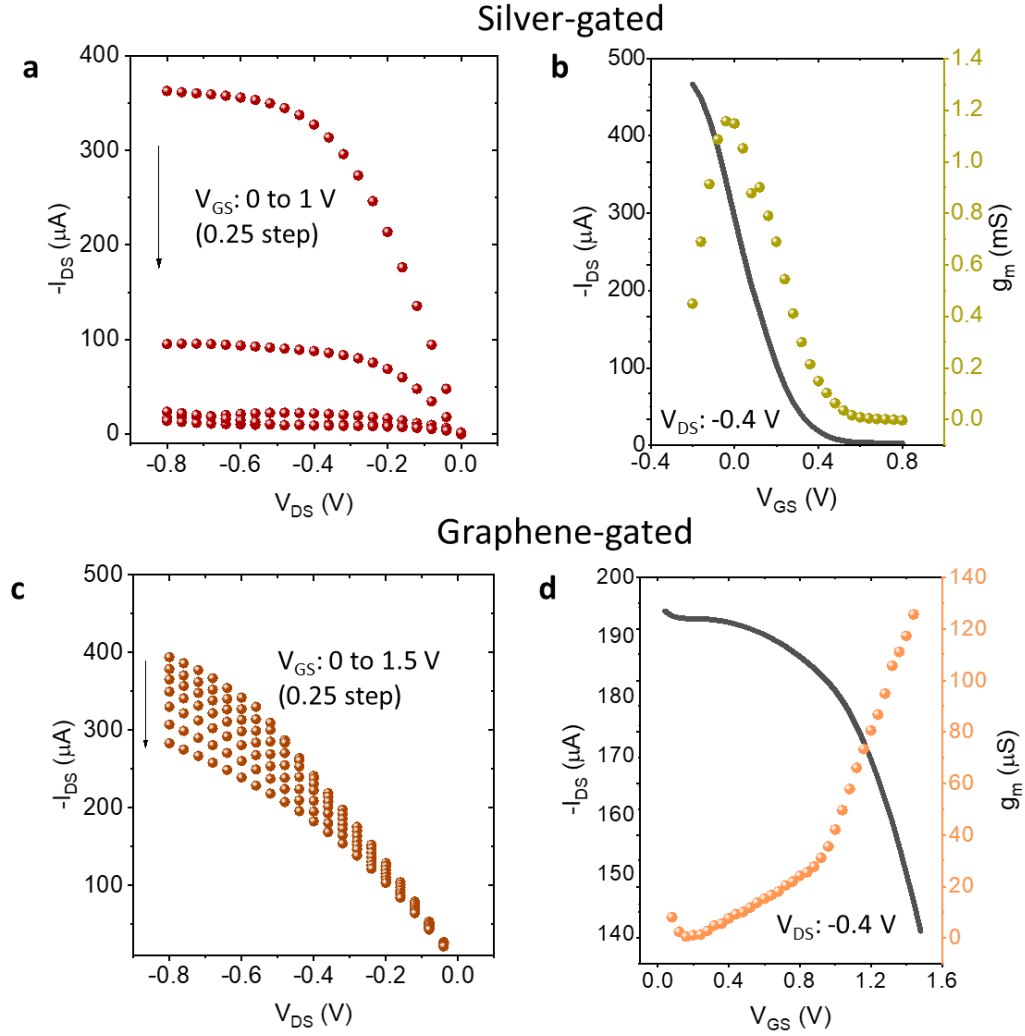 Silver-gated
a
400
300
200
100
0
-I_DS (μA)
V_GS: 0 to 1 V
(0.25 step)
-0.8 -0.6 -0.4 -0.2 0.0
V_DS (V)
b
500
400
300
200
100
0
-I_DS (μA)
1.4
1.2
1.0
0.8
0.6
0.4
0.2
0.0
g_m (mS)
V_DS: -0.4 V
-0.4 0.0 0.4 0.8
V_GS (V)
Graphene-gated
c
500
400
300
200
100
-I_DS (μA)
V_GS: 0 to 1.5 V
(0.25 step)
-0.8 -0.6 -0.4 -0.2 0.0
V_DS (V)
d
200
190
180
170
160
150
140
-I_DS (μA)
140
120
100
80
60
40
20
0
g_m (μS)
V_DS: -0.4 V
0.0 0.4 0.8 1.2 1.6
V_GS (V)